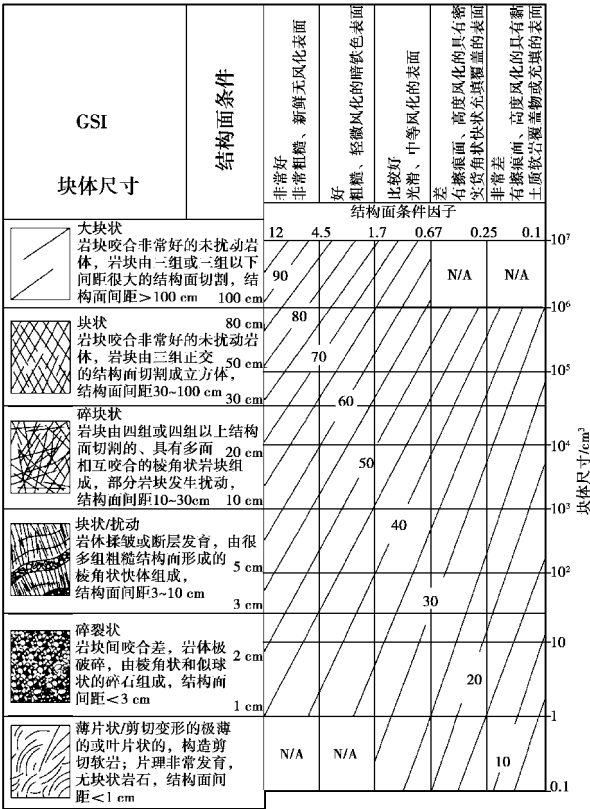 GSI
块体尺寸
结构面条件
非常好
非常粗糙、新鲜无风化表面
好
粗糙、轻微风化的暗铁色表面
比较好
光滑、中等风化的表面
差
有擦痕面、高度风化的具有密
实货角状快状充填覆盖的表面
非常差
有擦痕面、高度风化的具有黏
土质软岩覆盖物或充填的表面
结构面条件因子
12 4.5 1.7 0.67 0.25 0.1
大块状
岩块咬合非常好的未扰动岩
体，岩块由三组或一组以下
间距很大的结构面切割，结
构面间距＞100 cm 100 cm
块状 80 cm
岩块咬合非常好的未扰动岩
体，岩块由三组正交 50 cm
的结构面切割成立方体，
结构面间距30~100 cm 30 cm
碎块状
岩块由四组或四组以上结构
面切割的、具有多面 20 cm
相互咬合的棱角状岩块组
成，部分岩块发生扰动，
结构面间距10~30cm 10 cm
块状/扰动
岩体揉皱或断层发育，由很
多组粗糙结构面形成的
棱角状快体组成， 5 cm
结构面间距3~10 cm 3 cm
碎裂状
岩块间咬合差，岩体极
破碎，由棱角状和似球 2 cm
状的碎石组成，结构面
间距＜3 cm 1 cm
薄片状/剪切变形的极薄
的或叶片状的，构造剪
切软岩；片理非常发育，
无块状岩石，结构面间
距＜1 cm
90
80
70
60
50
40
30
20
10
N/A N/A
N/A N/A
10⁷
10⁶
10⁵
10⁴
10³
10²
10
1
0.1
块体尺寸/cm³